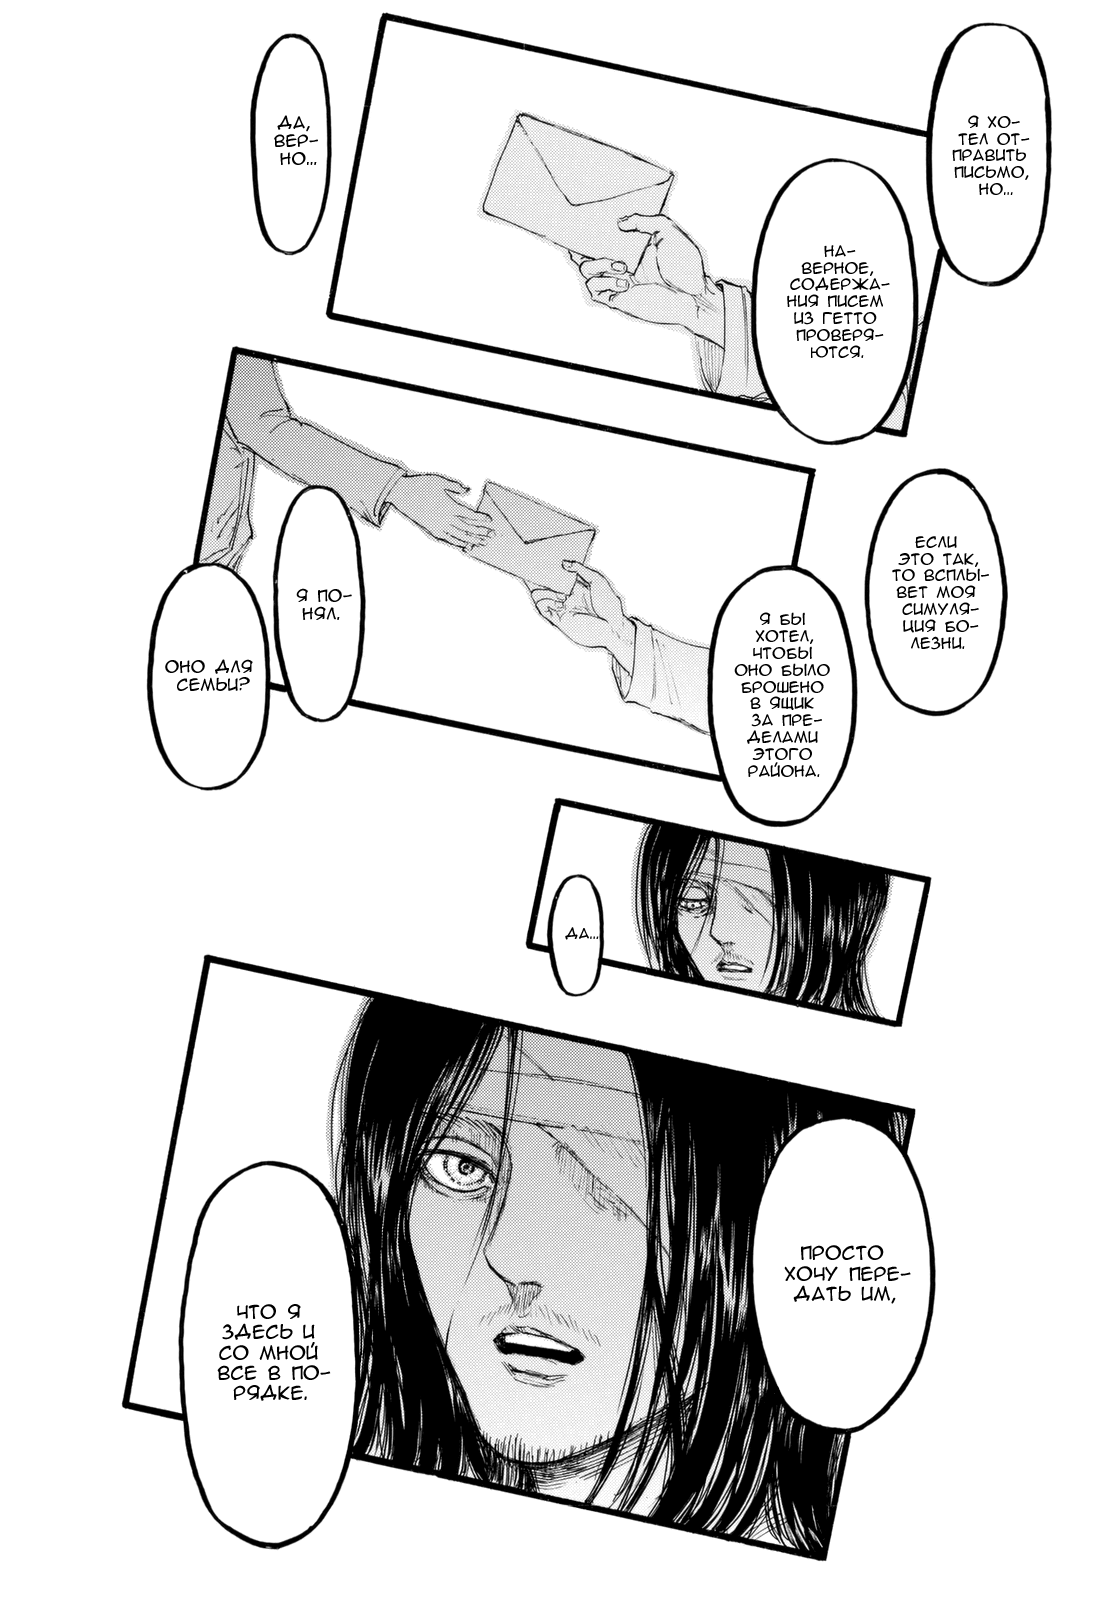 Я ХО-
ТЕЛ ОТ-
ПРАВИТЬ
ПИСЬМО,
НО...
НА-
ВЕРНОЕ,
СОДЕРЖА-
НИЯ ПИСЕМ
ИЗ ГЕТТО
ПРОВЕРЯ-
ЮТСЯ.
ДА,
ВЕР-
НО...
ЕСЛИ
ЭТО ТАК,
ТО ВСПЛЫ-
ВЕТ МОЯ
СИМУЛЯ-
ЦИЯ БО-
ЛЕЗНИ.
Я БЫ
ХОТЕЛ,
ЧТОБЫ
ОНО БЫЛО
БРОШЕНО
В ЯЩИК
ЗА ПРЕ-
ДЕЛАМИ
ЭТОГО
РАЙОНА.
Я ПО-
НЯЛ.
ОНО ДЛЯ
СЕМЬИ?
ДА...
ПРОСТО
ХОЧУ ПЕРЕ-
ДАТЬ ИМ,
ЧТО Я
ЗДЕСЬ И
СО МНОЙ
ВСЕ В ПО-
РЯДКЕ.